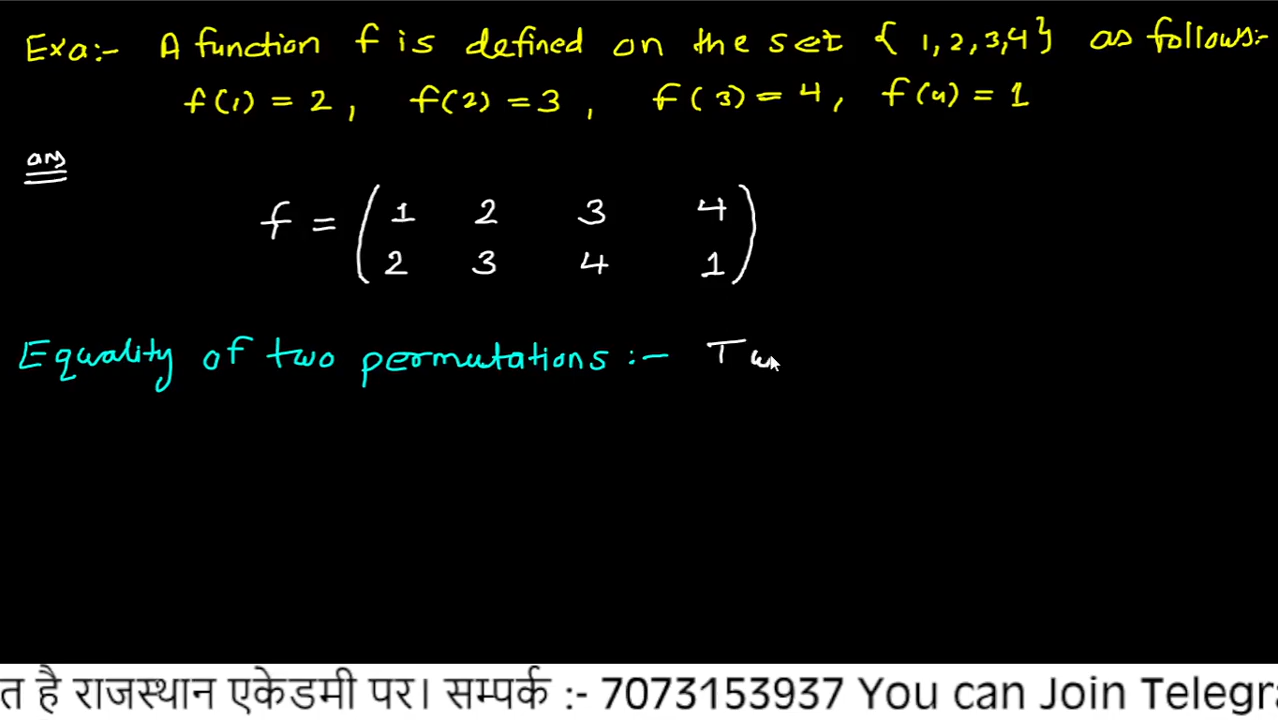 Exa:- A function f is defined on the set { 1,2,3,4} as follows:-
f(1) = 2, f(2) = 3, f(3) = 4, f(4) = 1
ans
f = (1 2 3 4
2 3 4 1)
Equality of two permutations :- Tw
त है राजस्थान एकेडमी पर। सम्पर्क :- 7073153937 You can Join Telegra